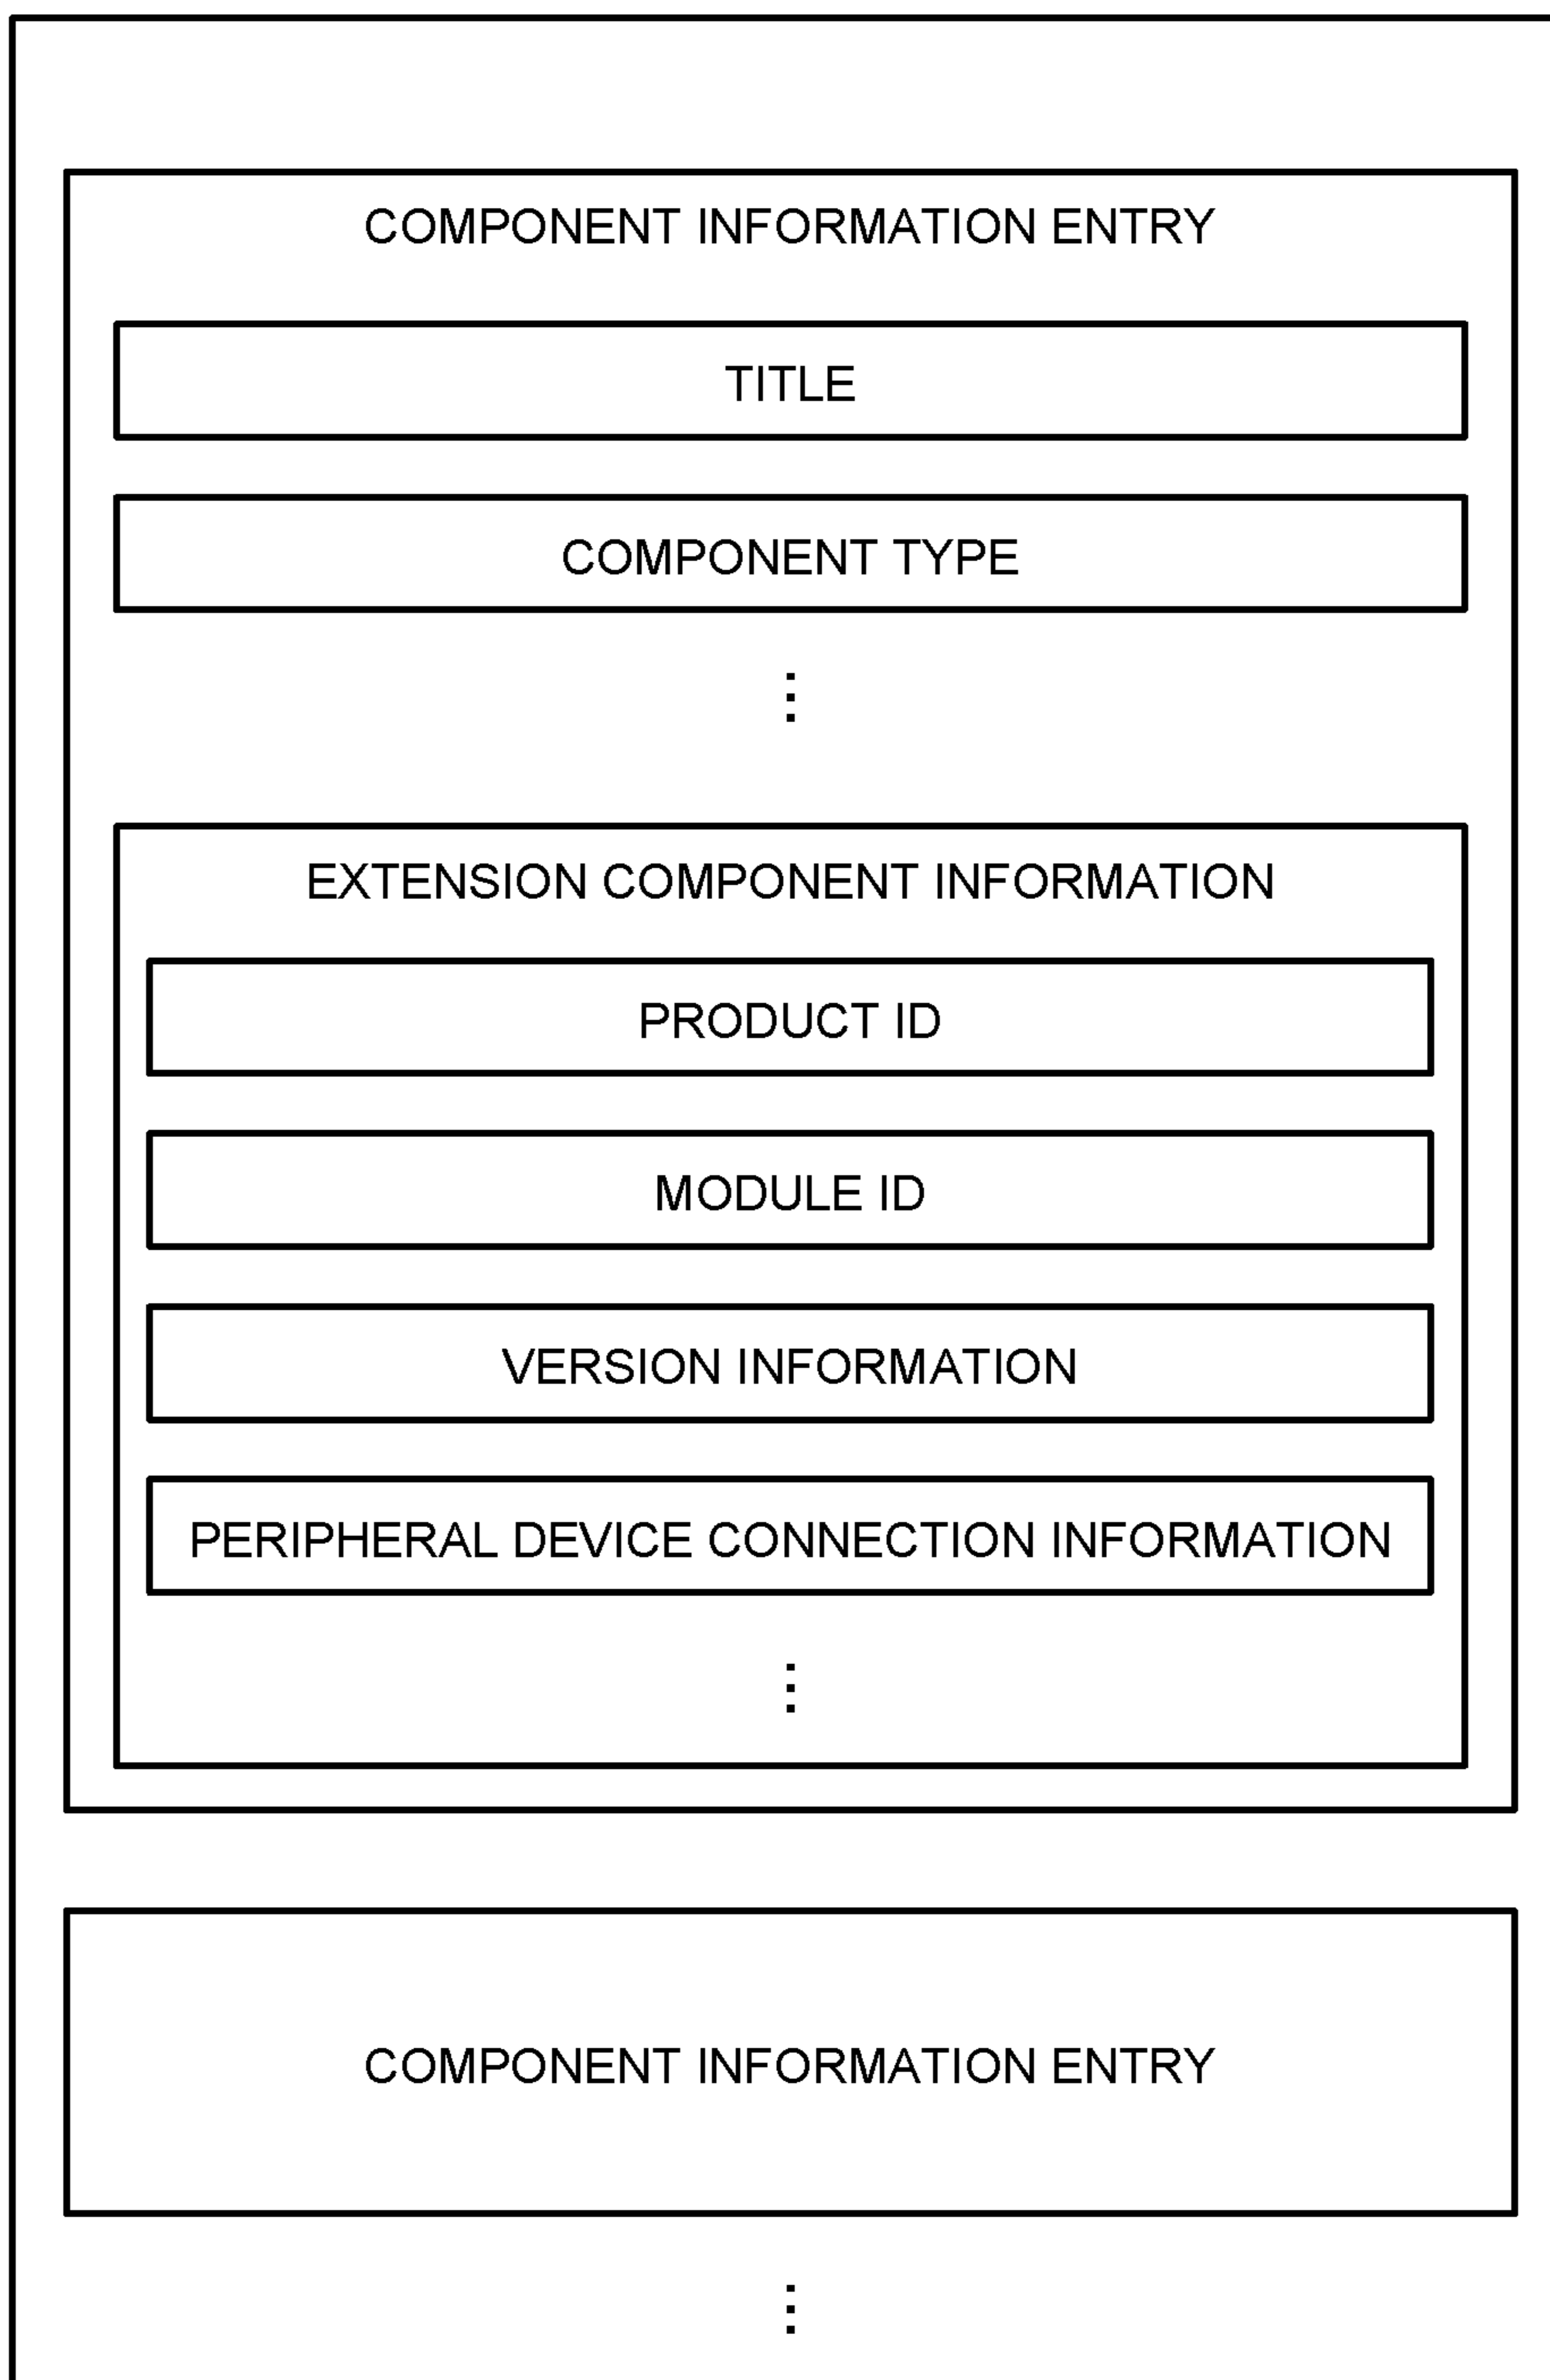 COMPONENT INFORMATION ENTRY
TITLE
COMPONENT TYPE
EXTENSION COMPONENT INFORMATION
PRODUCT ID
MODULE ID
VERSION INFORMATION
PERIPHERAL DEVICE CONNECTION INFORMATION
COMPONENT INFORMATION ENTRY